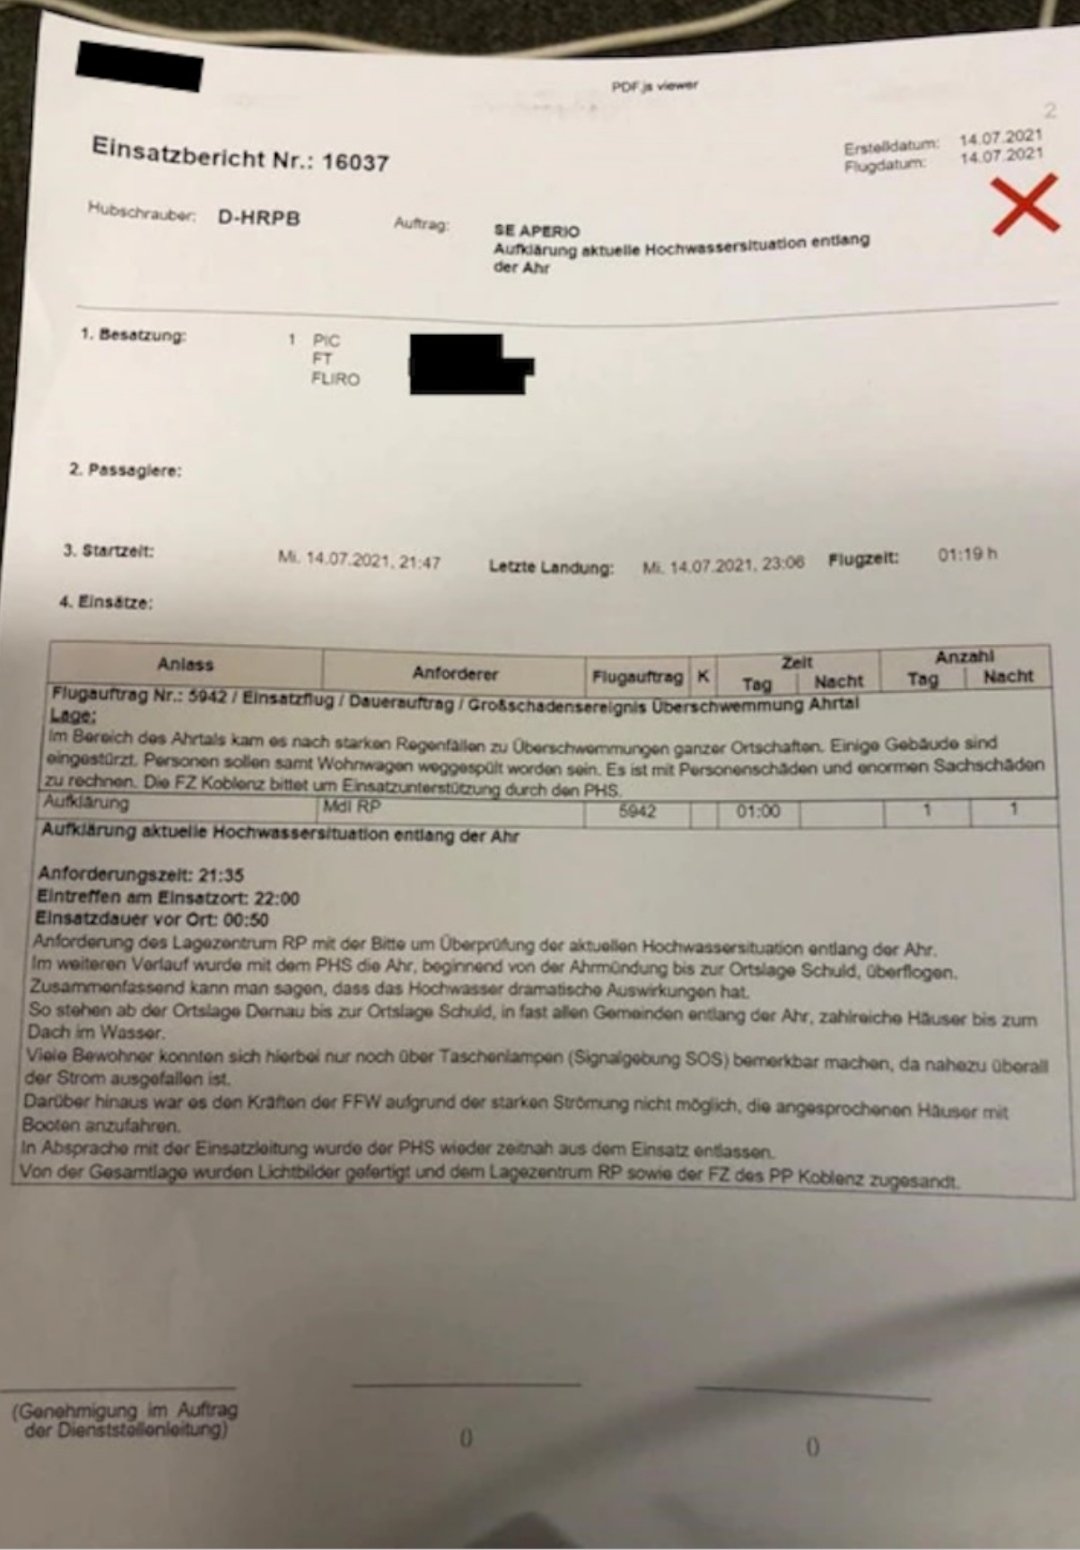 PDF.js viewer
2
Einsatzbericht Nr.: 16037
Erstelldatum: 14.07.2021
Flugdatum: 14.07.2021
Hubschrauber: D-HRPB Auftrag: SE APERIO
Aufklärung aktuelle Hochwassersituation entlang
der Ahr
1. Besatzung: 1 PIC
FT
FLIRO
2. Passagiere:
3. Startzeit: Mi. 14.07.2021, 21:47 Letzte Landung: Mi. 14.07.2021, 23:06 Flugzeit: 01:19 h
4. Einsätze:
Anlass Anforderer Flugauftrag K Zeit Anzahl
Tag Nacht Tag Nacht
Flugauftrag Nr.: 5942 / Einsatzflug / Dauerauftrag / Großschadensereignis Überschwemmung Ahrtal
Lage:
Im Bereich des Ahrtals kam es nach starken Regenfällen zu Überschwemmungen ganzer Ortschaften. Einige Gebäude sind
eingestürzt. Personen sollen samt Wohnwagen weggespült worden sein. Es ist mit Personenschäden und enormen Sachschäden
zu rechnen. Die FZ Koblenz bittet um Einsatzunterstützung durch den PHS.
Aufklärung MdI RP 5942 01:00 1 1
Aufklärung aktuelle Hochwassersituation entlang der Ahr
Anforderungszeit: 21:35
Eintreffen am Einsatzort: 22:00
Einsatzdauer vor Ort: 00:50
Anforderung des Lagezentrum RP mit der Bitte um Überprüfung der aktuellen Hochwassersituation entlang der Ahr.
Im weiteren Verlauf wurde mit dem PHS die Ahr, beginnend von der Ahrmündung bis zur Ortslage Schuld, überflogen.
Zusammenfassend kann man sagen, dass das Hochwasser dramatische Auswirkungen hat.
So stehen ab der Ortslage Dernau bis zur Ortslage Schuld, in fast allen Gemeinden entlang der Ahr, zahlreiche Häuser bis zum
Dach im Wasser.
Viele Bewohner konnten sich hierbei nur noch über Taschenlampen (Signalgebung SOS) bemerkbar machen, da nahezu überall
der Strom ausgefallen ist.
Darüber hinaus war es den Kräften der FFW aufgrund der starken Strömung nicht möglich, die angesprochenen Häuser mit
Booten anzufahren.
In Absprache mit der Einsatzleitung wurde der PHS wieder zeitnah aus dem Einsatz entlassen.
Von der Gesamtlage wurden Lichtbilder gefertigt und dem Lagezentrum RP sowie der FZ des PP Koblenz zugesandt.
(Genehmigung im Auftrag
der Dienststellenleitung)
() ()